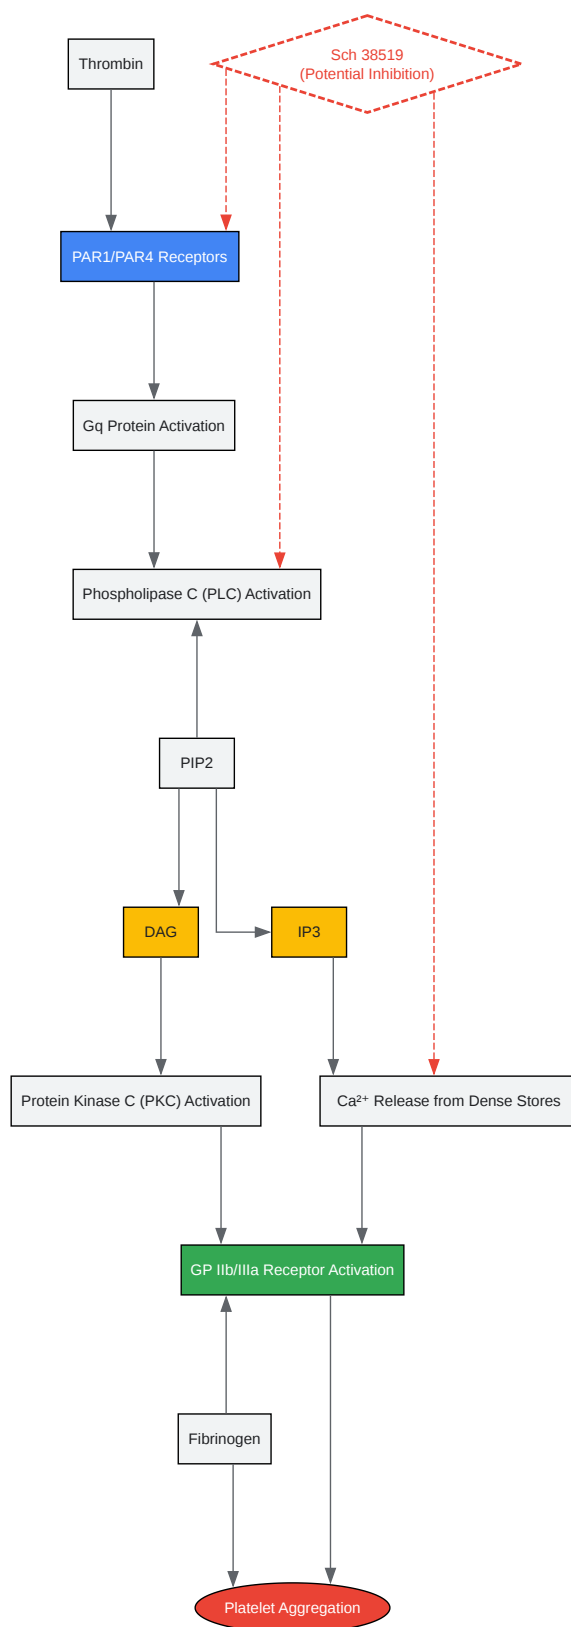 Thrombin
Sch 38519
(Potential Inhibition)
PAR1/PAR4 Receptors
Gq Protein Activation
Phospholipase C (PLC) Activation
PIP2
DAG
IP3
Protein Kinase C (PKC) Activation
Ca²⁺ Release from Dense Stores
GP IIb/IIIa Receptor Activation
Fibrinogen
Platelet Aggregation